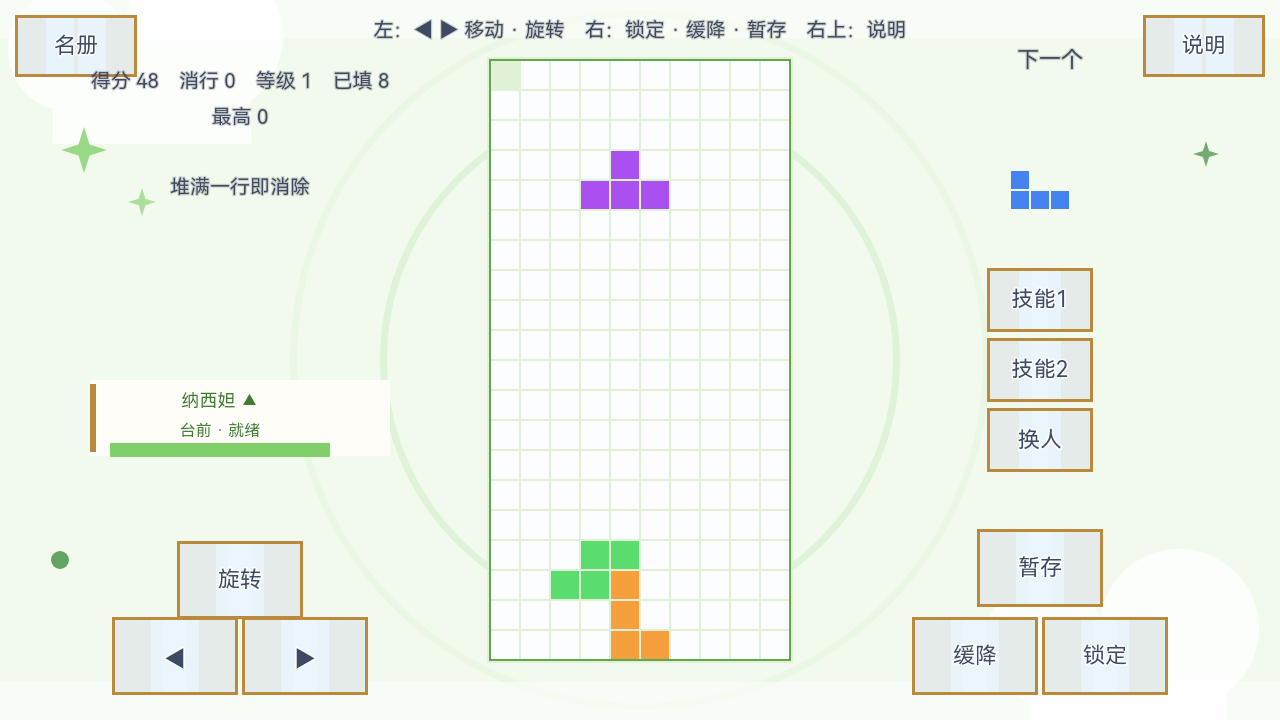 名册
左: ◀ ▶ 移动 · 旋转 右: 锁定 · 缓降 · 暂存 右上: 说明
说明
下一个
得分 48 消行 0 等级 1 已填 8
最高 0
堆满一行即消除
技能1
技能2
换人
纳西妲 ▲
台前 · 就绪
旋转
◀
▶
暂存
缓降
锁定